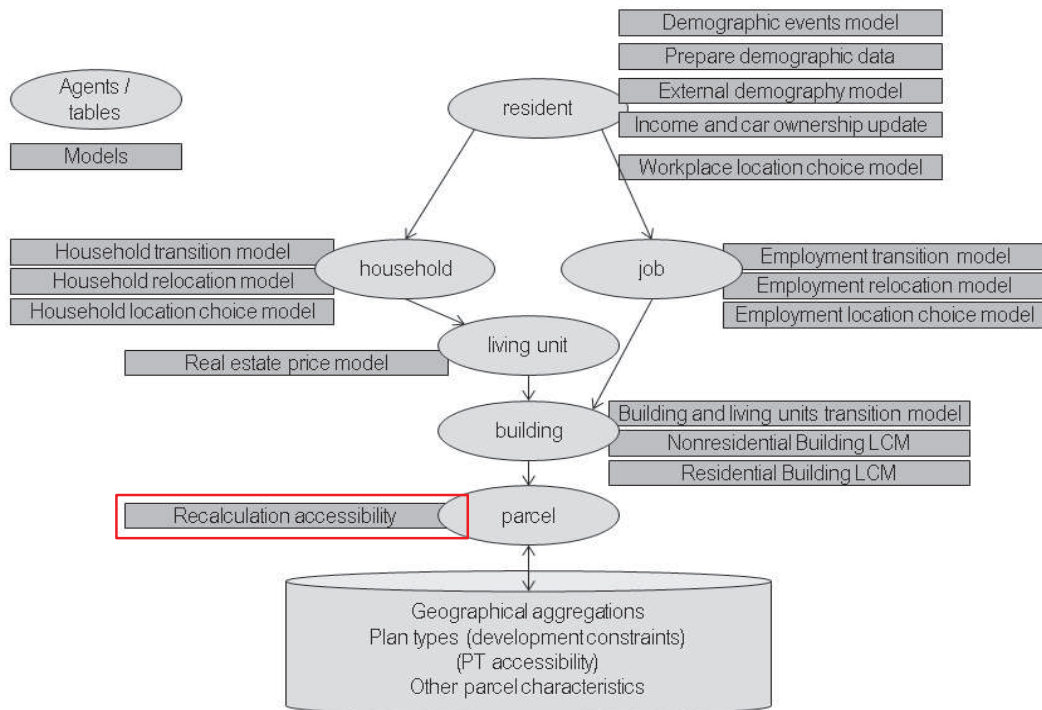 Demographic events model
Prepare demographic data
External demography model
Income and car ownership update
Workplace location choice model
Agents /
tables
Models
resident
Household transition model
Household relocation model
Household location choice model
household
job
Employment transition model
Employment relocation model
Employment location choice model
living unit
Real estate price model
building
Building and living units transition model
Nonresidential Building LCM
Residential Building LCM
Recalculation accessibility
parcel
Geographical aggregations
Plan types (development constraints)
(PT accessibility)
Other parcel characteristics